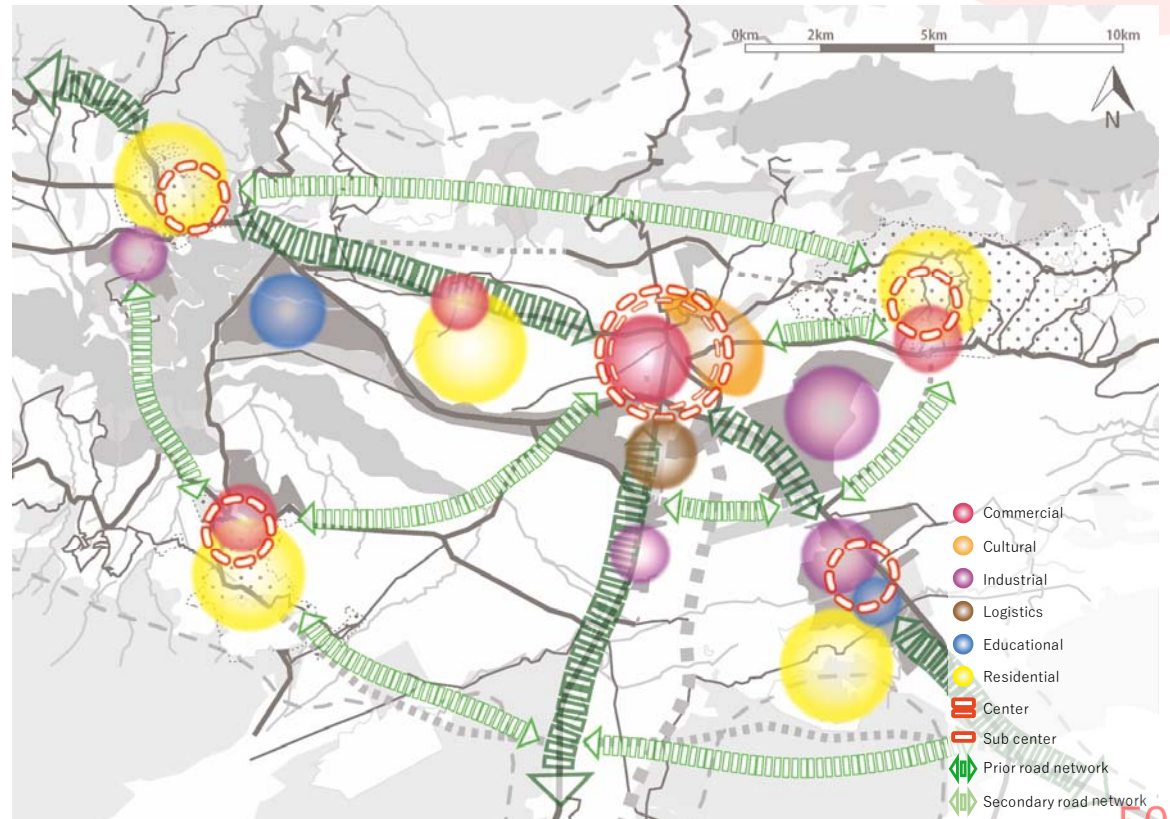 0km 2km 5km 10km
N
Commercial
Cultural
Industrial
Logistics
Educational
Residential
Center
Sub center
Prior road network
Secondary road network